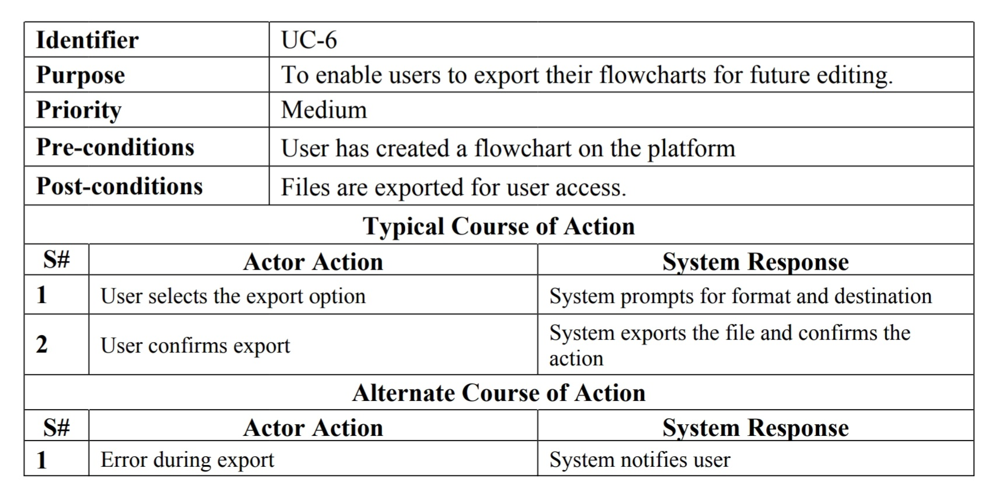 Identifier UC-6
Purpose To enable users to export their flowcharts for future editing.
Priority Medium
Pre-conditions User has created a flowchart on the platform
Post-conditions Files are exported for user access.
Typical Course of Action
S# Actor Action System Response
1 User selects the export option System prompts for format and destination
2 User confirms export System exports the file and confirms the
action
Alternate Course of Action
S# Actor Action System Response
1 Error during export System notifies user